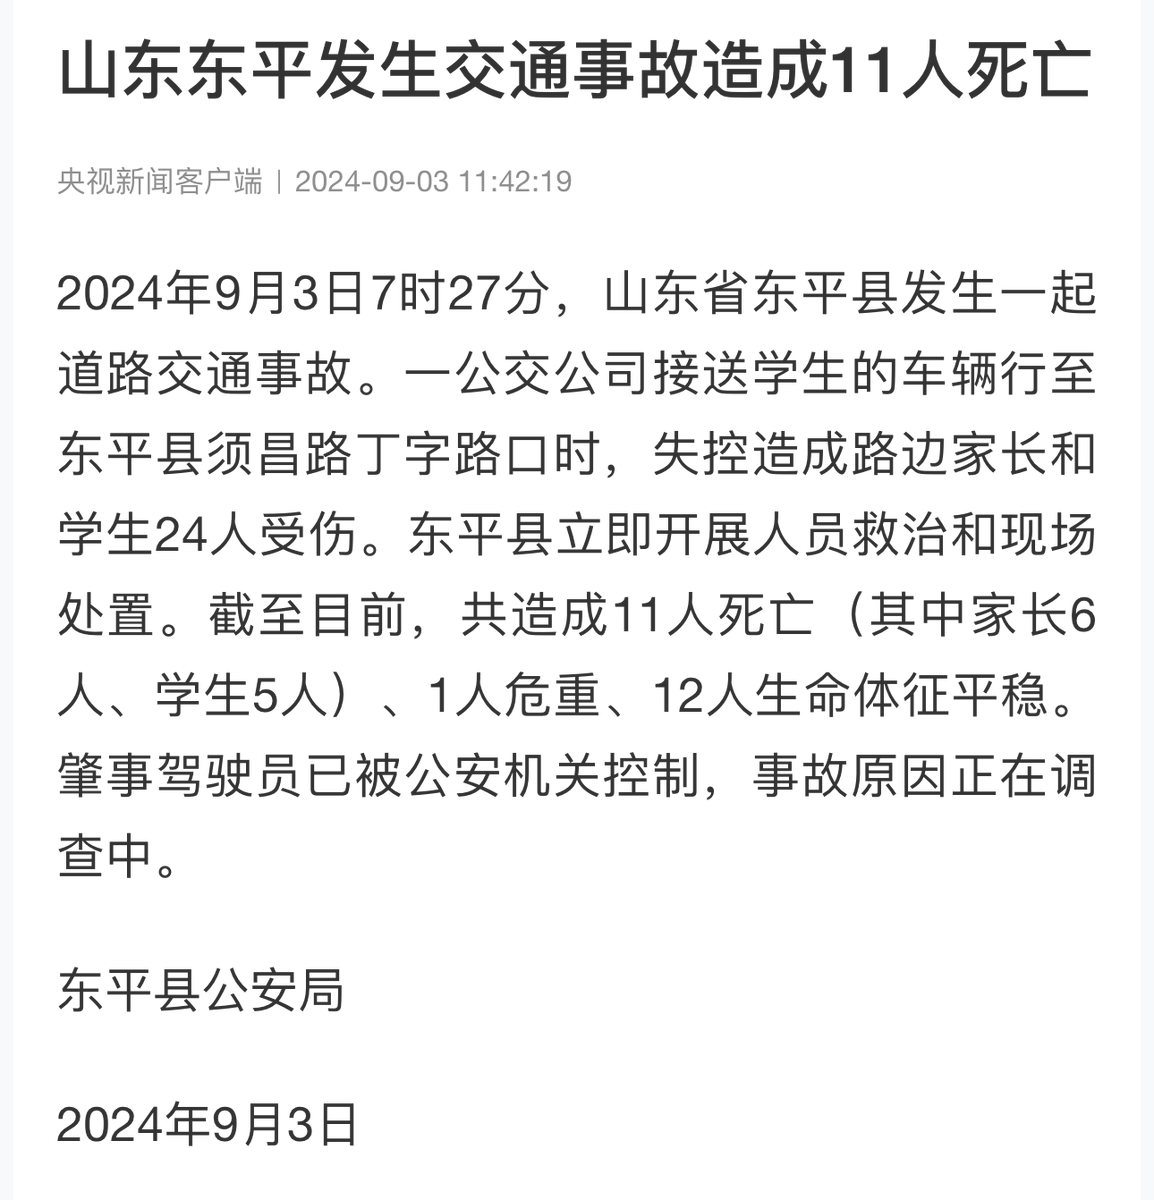 山东东平发生交通事故造成11人死亡
央视新闻客户端 | 2024-09-03 11:42:19
2024年9月3日7时27分，山东省东平县发生一起
道路交通事故。一公交公司接送学生的车辆行至
东平县须昌路丁字路口时，失控造成路边家长和
学生24人受伤。东平县立即开展人员救治和现场
处置。截至目前，共造成11人死亡（其中家长6
人、学生5人）、1人危重、12人生命体征平稳。
肇事驾驶员已被公安机关控制，事故原因正在调
查中。
东平县公安局
2024年9月3日